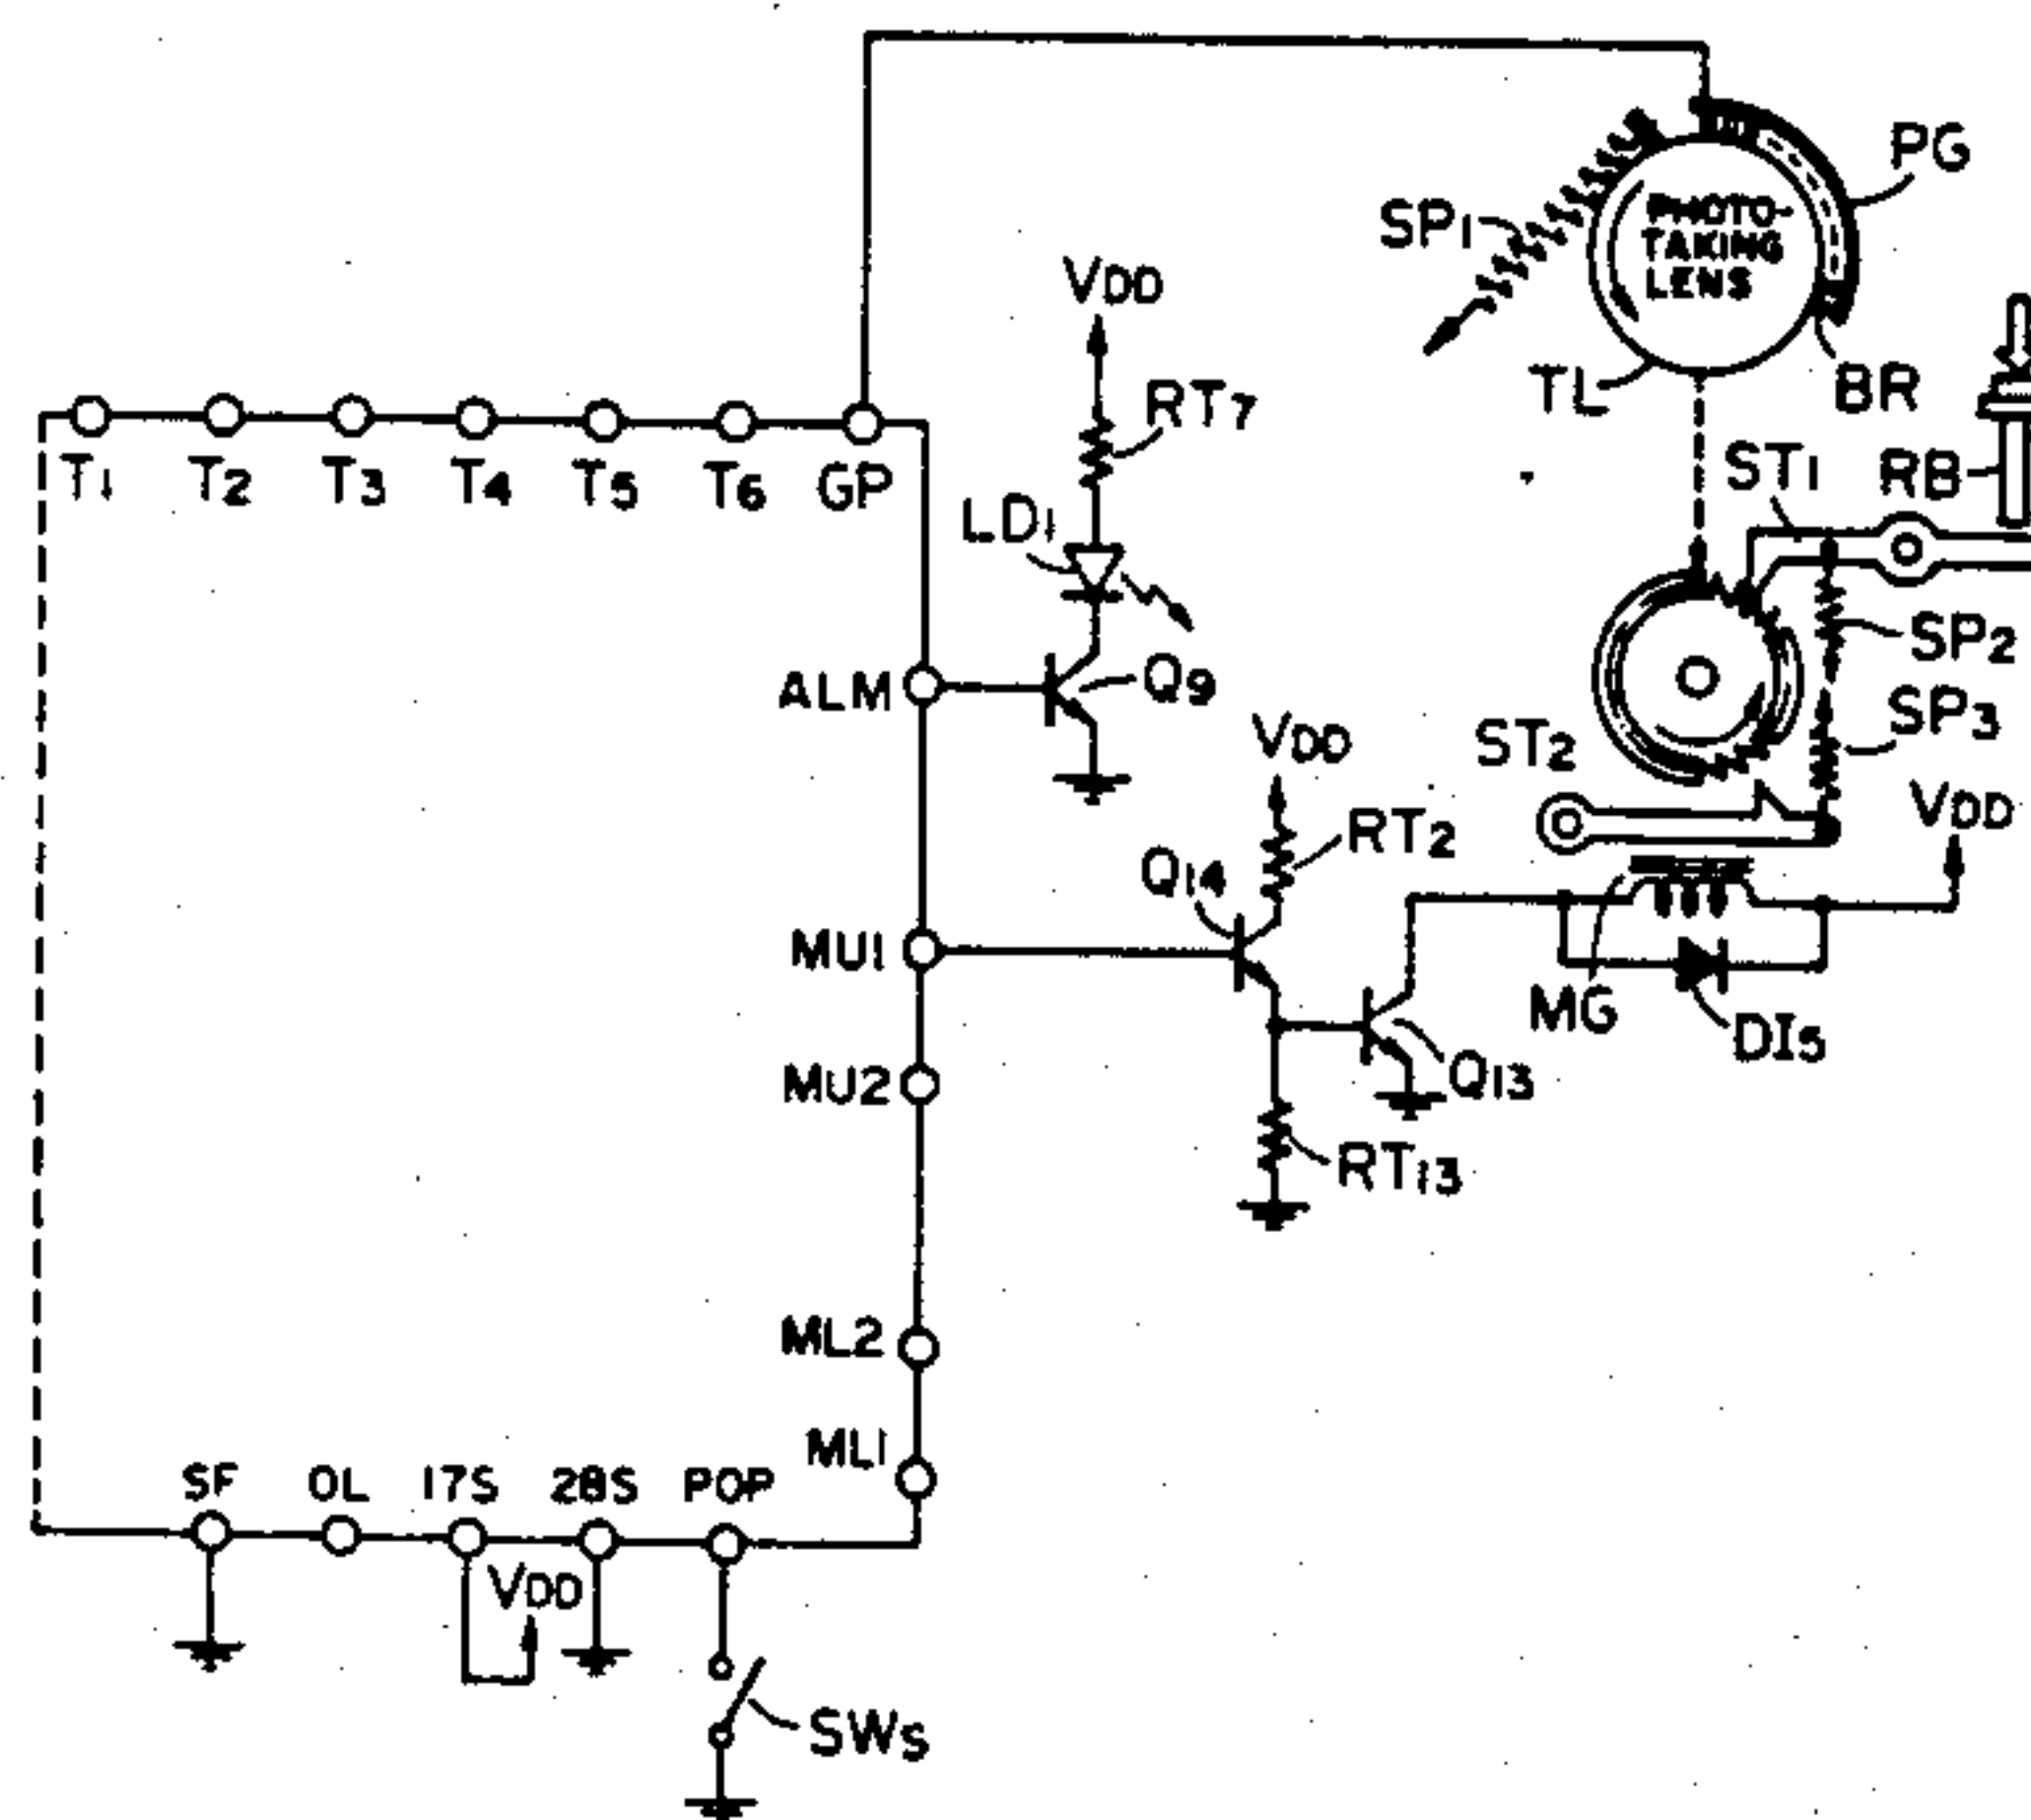 PG
SP1
PHOTO-
TAKING
LENS
VDD
TL
BR
RT7
ST1
RB
T1 T2 T3 T4 T5 T6 GP
LD1
SP2
ALM
Q9
SP3
VDD
ST2
VDD
RT2
Q14
MU1
MG
DI5
Q13
MU2
RT13
ML2
ML1
SF OL 17S 28S POP
VDD
SW5